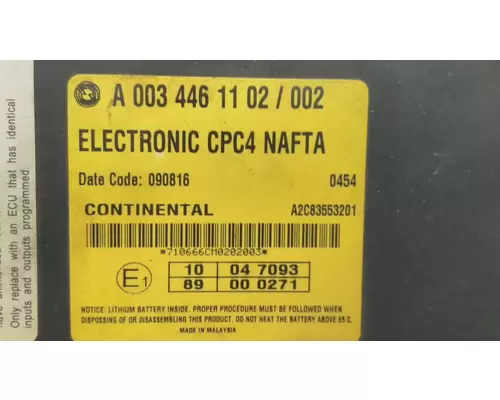 A 003 446 11 02 / 002
ELECTRONIC CPC4 NAFTA
Date Code: 090816 0454
CONTINENTAL A2C83553201
*710666CM0202003*
E1 10 04 7093
89 00 0271
NOTICE: LITHIUM BATTERY INSIDE. PROPER PROCEDURE MUST BE FOLLOWED WHEN
DISPOSING OF OR DISASSEMBLING THIS PRODUCT. DO NOT HEAT THE BATTERY ABOVE 85 C.
MADE IN MALAYSIA
Only replace with an ECU that has identical
inputs and outputs programmed.